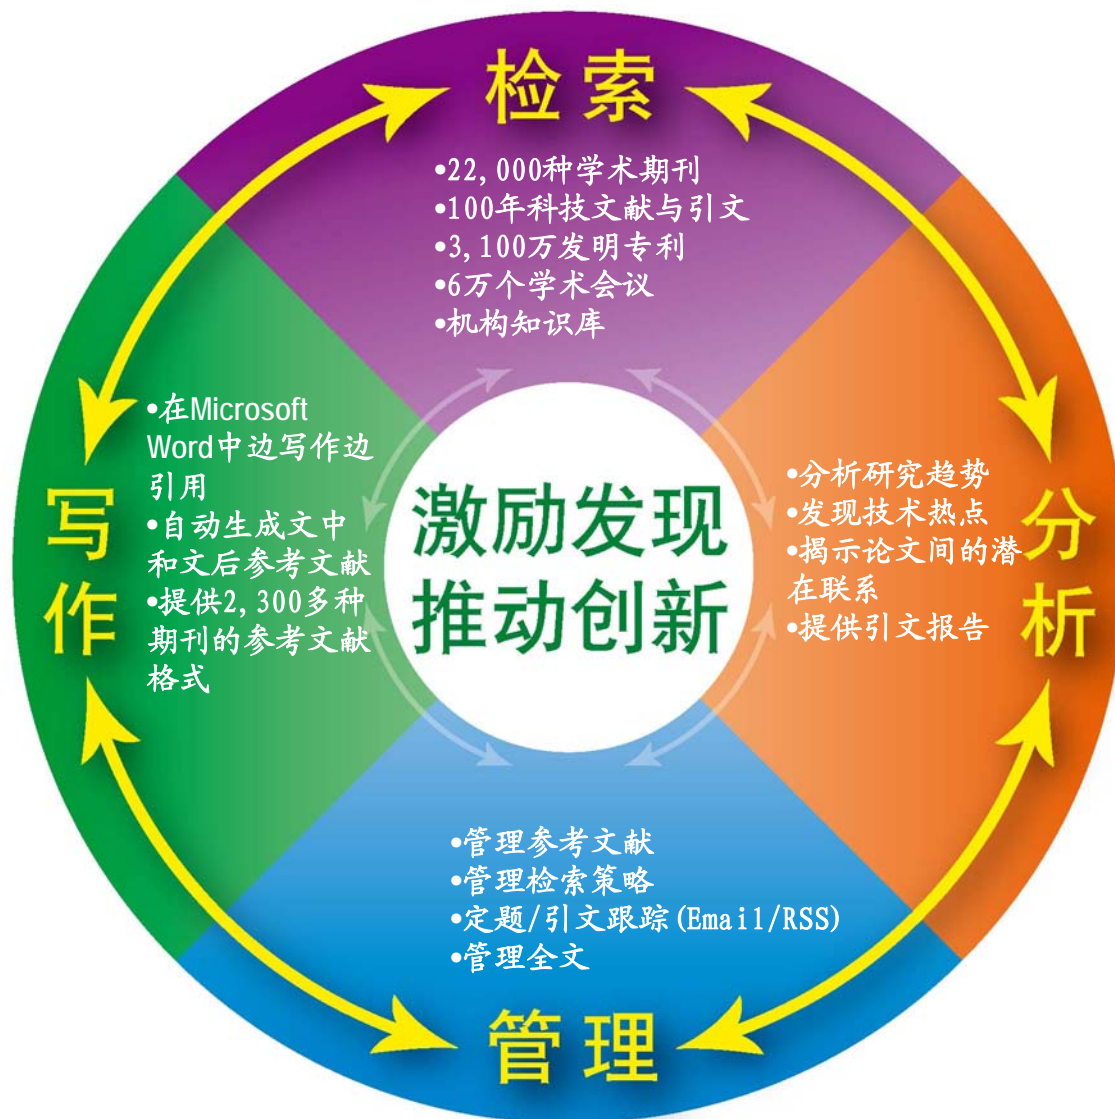 检索
•22,000种学术期刊
•100年科技文献与引文
•3,100万发明专利
•6万个学术会议
•机构知识库
写作
•在Microsoft
Word中边写作边
引用
•自动生成文中
和文后参考文献
•提供2,300多种
期刊的参考文献
格式
激励发现
推动创新
•分析研究趋势
•发现技术热点
•揭示论文间的潜
在联系
•提供引文报告
分析
•管理参考文献
•管理检索策略
•定题/引文跟踪(Email/RSS)
•管理全文
管理